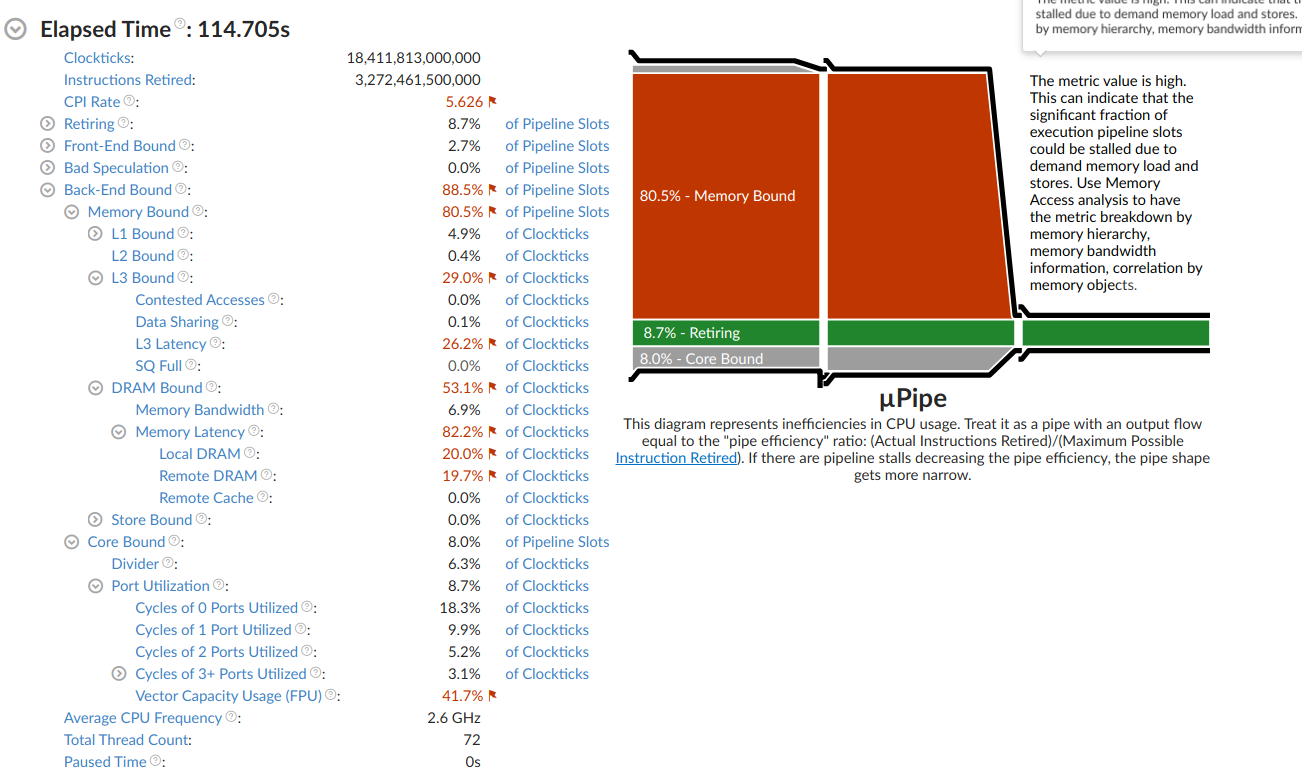 The metric value is high. This can indicate that th
stalled due to demand memory load and stores.
by memory hierarchy, memory bandwidth inform
Elapsed Time ?: 114.705s
Clockticks: 18,411,813,000,000
Instructions Retired: 3,272,461,500,000
CPI Rate ?: 5.626
Retiring ?: 8.7% of Pipeline Slots
Front-End Bound ?: 2.7% of Pipeline Slots
Bad Speculation ?: 0.0% of Pipeline Slots
Back-End Bound ?: 88.5% of Pipeline Slots
Memory Bound ?: 80.5% of Pipeline Slots
L1 Bound ?: 4.9% of Clockticks
L2 Bound ?: 0.4% of Clockticks
L3 Bound ?: 29.0% of Clockticks
Contested Accesses ?: 0.0% of Clockticks
Data Sharing ?: 0.1% of Clockticks
L3 Latency ?: 26.2% of Clockticks
SQ Full ?: 0.0% of Clockticks
DRAM Bound ?: 53.1% of Clockticks
Memory Bandwidth ?: 6.9% of Clockticks
Memory Latency ?: 82.2% of Clockticks
Local DRAM ?: 20.0% of Clockticks
Remote DRAM ?: 19.7% of Clockticks
Remote Cache ?: 0.0% of Clockticks
Store Bound ?: 0.0% of Clockticks
Core Bound ?: 8.0% of Pipeline Slots
Divider ?: 6.3% of Clockticks
Port Utilization ?: 8.7% of Clockticks
Cycles of 0 Ports Utilized ?: 18.3% of Clockticks
Cycles of 1 Port Utilized ?: 9.9% of Clockticks
Cycles of 2 Ports Utilized ?: 5.2% of Clockticks
Cycles of 3+ Ports Utilized ?: 3.1% of Clockticks
Vector Capacity Usage (FPU) ?: 41.7%
Average CPU Frequency ?: 2.6 GHz
Total Thread Count: 72
Paused Time ?: 0s
80.5% - Memory Bound
8.7% - Retiring
8.0% - Core Bound
The metric value is high.
This can indicate that the
significant fraction of
execution pipeline slots
could be stalled due to
demand memory load and
stores. Use Memory
Access analysis to have
the metric breakdown by
memory hierarchy,
memory bandwidth
information, correlation by
memory objects.
µPipe
This diagram represents inefficiencies in CPU usage. Treat it as a pipe with an output flow
equal to the "pipe efficiency" ratio: (Actual Instructions Retired)/(Maximum Possible
Instruction Retired). If there are pipeline stalls decreasing the pipe efficiency, the pipe shape
gets more narrow.